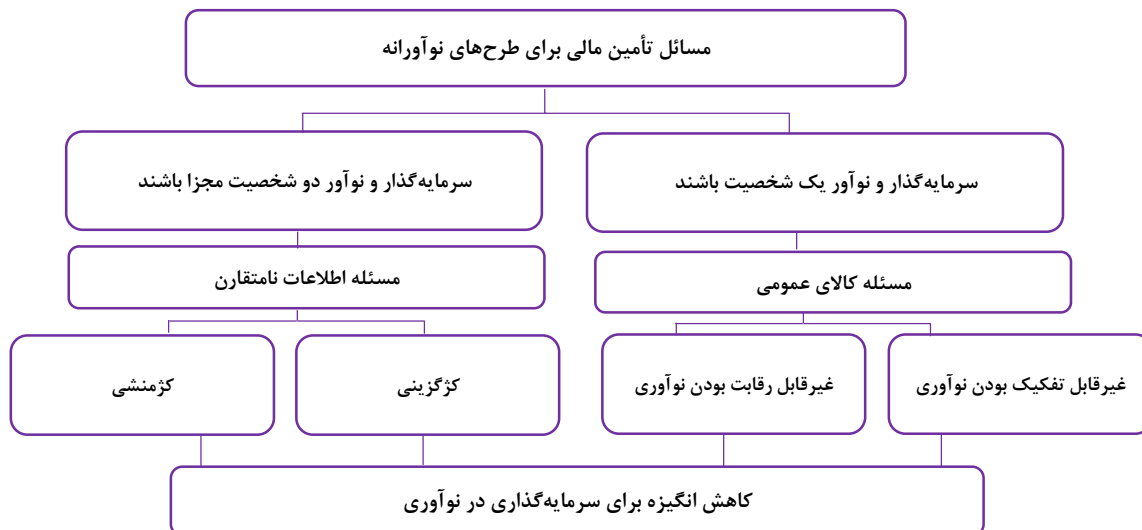 مسائل تأمین مالی برای طرح‌های نوآورانه
سرمایه‌گذار و نوآور یک شخصیت باشند
سرمایه‌گذار و نوآور دو شخصیت مجزا باشند
مسئله کالای عمومی
مسئله اطلاعات نامتقارن
غیرقابل تفکیک بودن نوآوری
غیرقابل رقابت بودن نوآوری
کژگزینی
کژمنشی
کاهش انگیزه برای سرمایه‌گذاری در نوآوری